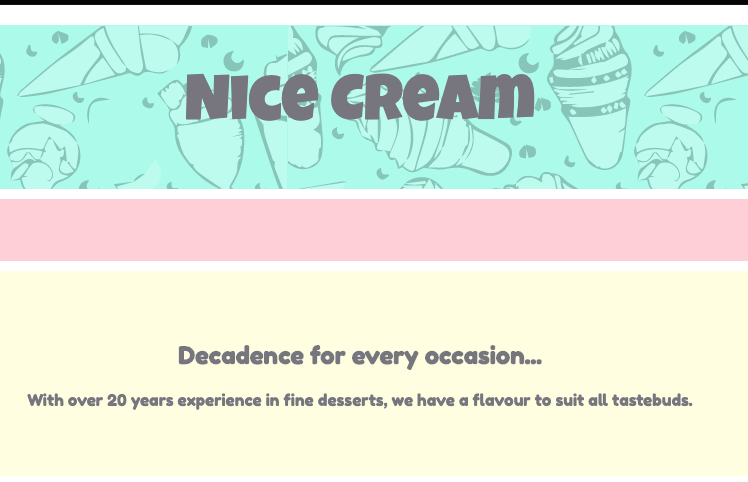 Nice Cream
Decadence for every occasion...
With over 20 years experience in fine desserts, we have a flavour to suit all tastebuds.